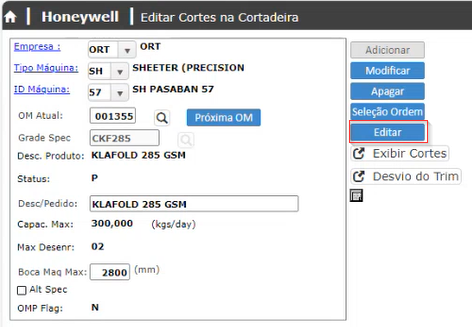 Honeywell Editar Cortes na Cortadeira
Empresa : ORT ORT
Tipo Máquina: SH SHEETER (PRECISION
ID Máquina: 57 SH PASABAN 57
OM Atual: 001355 Próxima OM
Grade Spec CKF285
Desc. Produto: KLAFOLD 285 GSM
Status: P
Desc/Pedido: KLAFOLD 285 GSM
Capac. Max: 300,000 (kgs/day)
Max Desenr: 02
Boca Maq Max: 2800 (mm)
Alt Spec
OMP Flag: N
Adicionar
Modificar
Apagar
Seleção Ordem
Editar
Exibir Cortes
Desvio do Trim